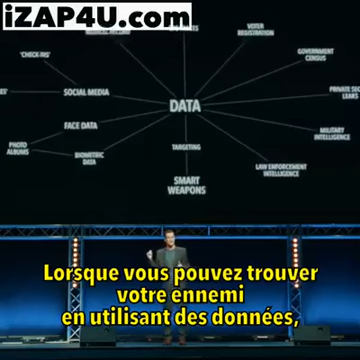 iZAP4U.com
VOTER
REGISTRATION
"CHECK-INS"
GOVERNMENT
CENSUS
SOCIAL MEDIA
DATA
PRIVATE SEC
LEAKS
FACE DATA
MILITARY
INTELLIGENCE
PHOTO
ALBUMS
BIOMETRIC
DATA
TARGETING
LAW ENFORCEMENT
INTELLIGENCE
SMART
WEAPONS
Lorsque vous pouvez trouver
votre ennemi
en utilisant des données,